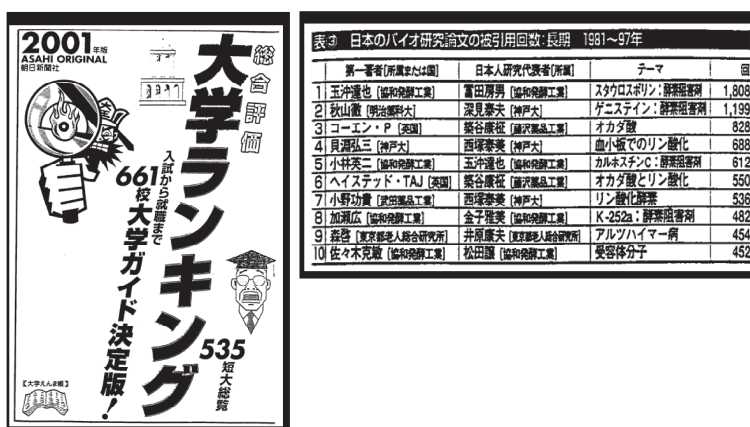 2001年版
ASAHI ORIGINAL
朝日新聞社
総合評価
大学ランキング
入試から就職まで
661校大学ガイド決定版!
535短大総覧
【大学えんま帳】
表③ 日本のバイオ研究論文の被引用回数:長期 1981〜97年
第一著者[所属または国] 日本人研究代表者[所属] テーマ 回
1 玉沖達也 [協和発酵工業] 富田房男 [協和発酵工業] スタウロスポリン:酵素阻害剤 1,808
2 秋山徹 [明治薬科大] 深見泰夫 [神戸大] ゲニステイン:酵素阻害剤 1,198
3 コーエン・P [英国] 築谷康征 [藤沢薬品工業] オカダ酸 828
4 貝淵弘三 [神戸大] 西塚泰美 [神戸大] 血小板でのリン酸化 688
5 小林英二 [協和発酵工業] 玉沖達也 [協和発酵工業] カルホスチンC:酵素阻害剤 612
6 ヘイステッド・TAJ [英国] 築谷康征 [藤沢薬品工業] オカダ酸とリン酸化 550
7 小野功貴 [武田薬品工業] 西塚泰美 [神戸大] リン酸化酵素 536
8 加瀬広 [協和発酵工業] 金子雅美 [協和発酵工業] K-252a:酵素阻害剤 482
9 森啓 [東京都老人総合研究所] 井原康夫 [東京都老人総合研究所] アルツハイマー病 454
10 佐々木克敏 [協和発酵工業] 松田譲 [協和発酵工業] 受容体分子 452